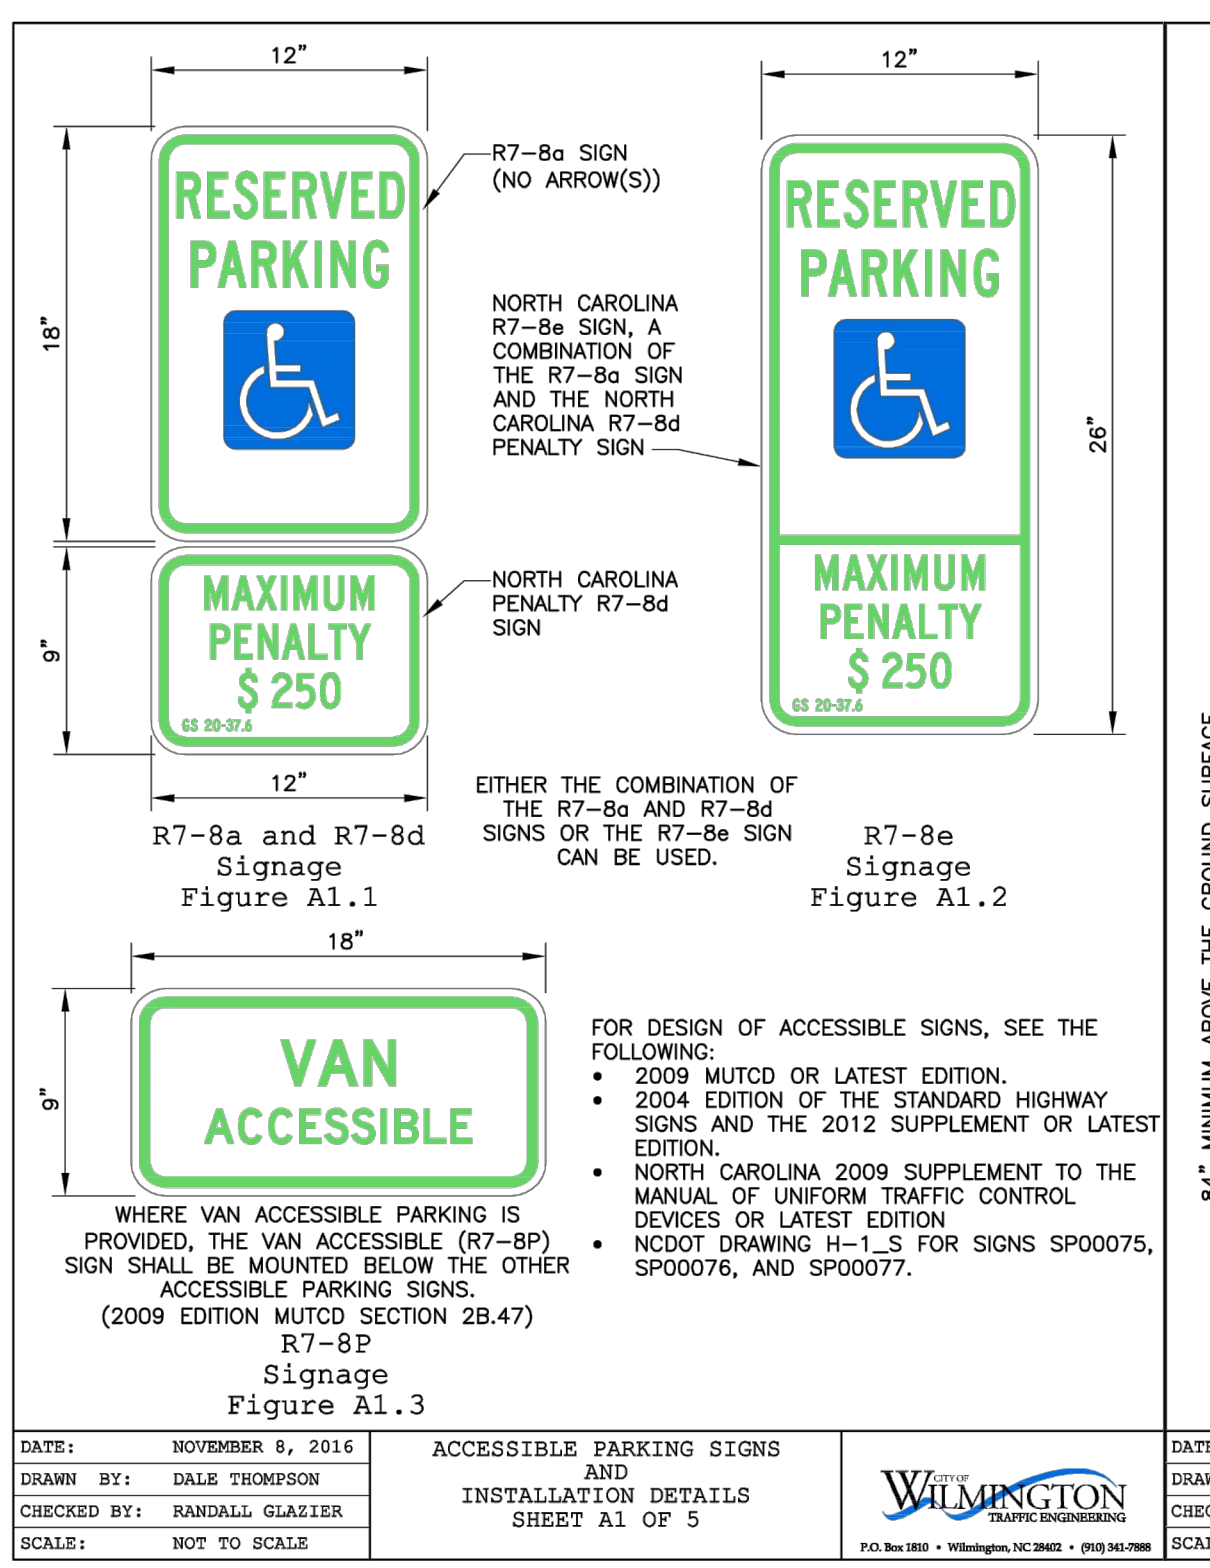 12”
RESERVED
PARKING
18”
R7-8a SIGN
(NO ARROW(S))
NORTH CAROLINA
R7-8e SIGN, A
COMBINATION OF
THE R7-8a SIGN
AND THE NORTH
CAROLINA R7-8d
PENALTY SIGN
12”
RESERVED
PARKING
26”
MAXIMUM
PENALTY
$ 250
GS 20-37.6
9”
NORTH CAROLINA
PENALTY R7-8d
SIGN
MAXIMUM
PENALTY
$ 250
GS 20-37.6
12”
EITHER THE COMBINATION OF
THE R7-8a AND R7-8d
SIGNS OR THE R7-8e SIGN
CAN BE USED.
R7-8a and R7-8d
Signage
Figure A1.1
R7-8e
Signage
Figure A1.2
18”
9”
VAN
ACCESSIBLE
WHERE VAN ACCESSIBLE PARKING IS
PROVIDED, THE VAN ACCESSIBLE (R7-8P)
SIGN SHALL BE MOUNTED BELOW THE OTHER
ACCESSIBLE PARKING SIGNS.
(2009 EDITION MUTCD SECTION 2B.47)
R7-8P
Signage
Figure A1.3
FOR DESIGN OF ACCESSIBLE SIGNS, SEE THE
FOLLOWING:
• 2009 MUTCD OR LATEST EDITION.
• 2004 EDITION OF THE STANDARD HIGHWAY
SIGNS AND THE 2012 SUPPLEMENT OR LATEST
EDITION.
• NORTH CAROLINA 2009 SUPPLEMENT TO THE
MANUAL OF UNIFORM TRAFFIC CONTROL
DEVICES OR LATEST EDITION
• NCDOT DRAWING H-1_S FOR SIGNS SP00075,
SP00076, AND SP00077.
84” MINIMUM ABOVE THE GROUND SURFACE
DATE: NOVEMBER 8, 2016
DRAWN BY: DALE THOMPSON
CHECKED BY: RANDALL GLAZIER
SCALE: NOT TO SCALE
ACCESSIBLE PARKING SIGNS
AND
INSTALLATION DETAILS
SHEET A1 OF 5
CITY OF
WILMINGTON
TRAFFIC ENGINEERING
P.O. Box 1810 • Wilmington, NC 28402 • (910) 341-7888